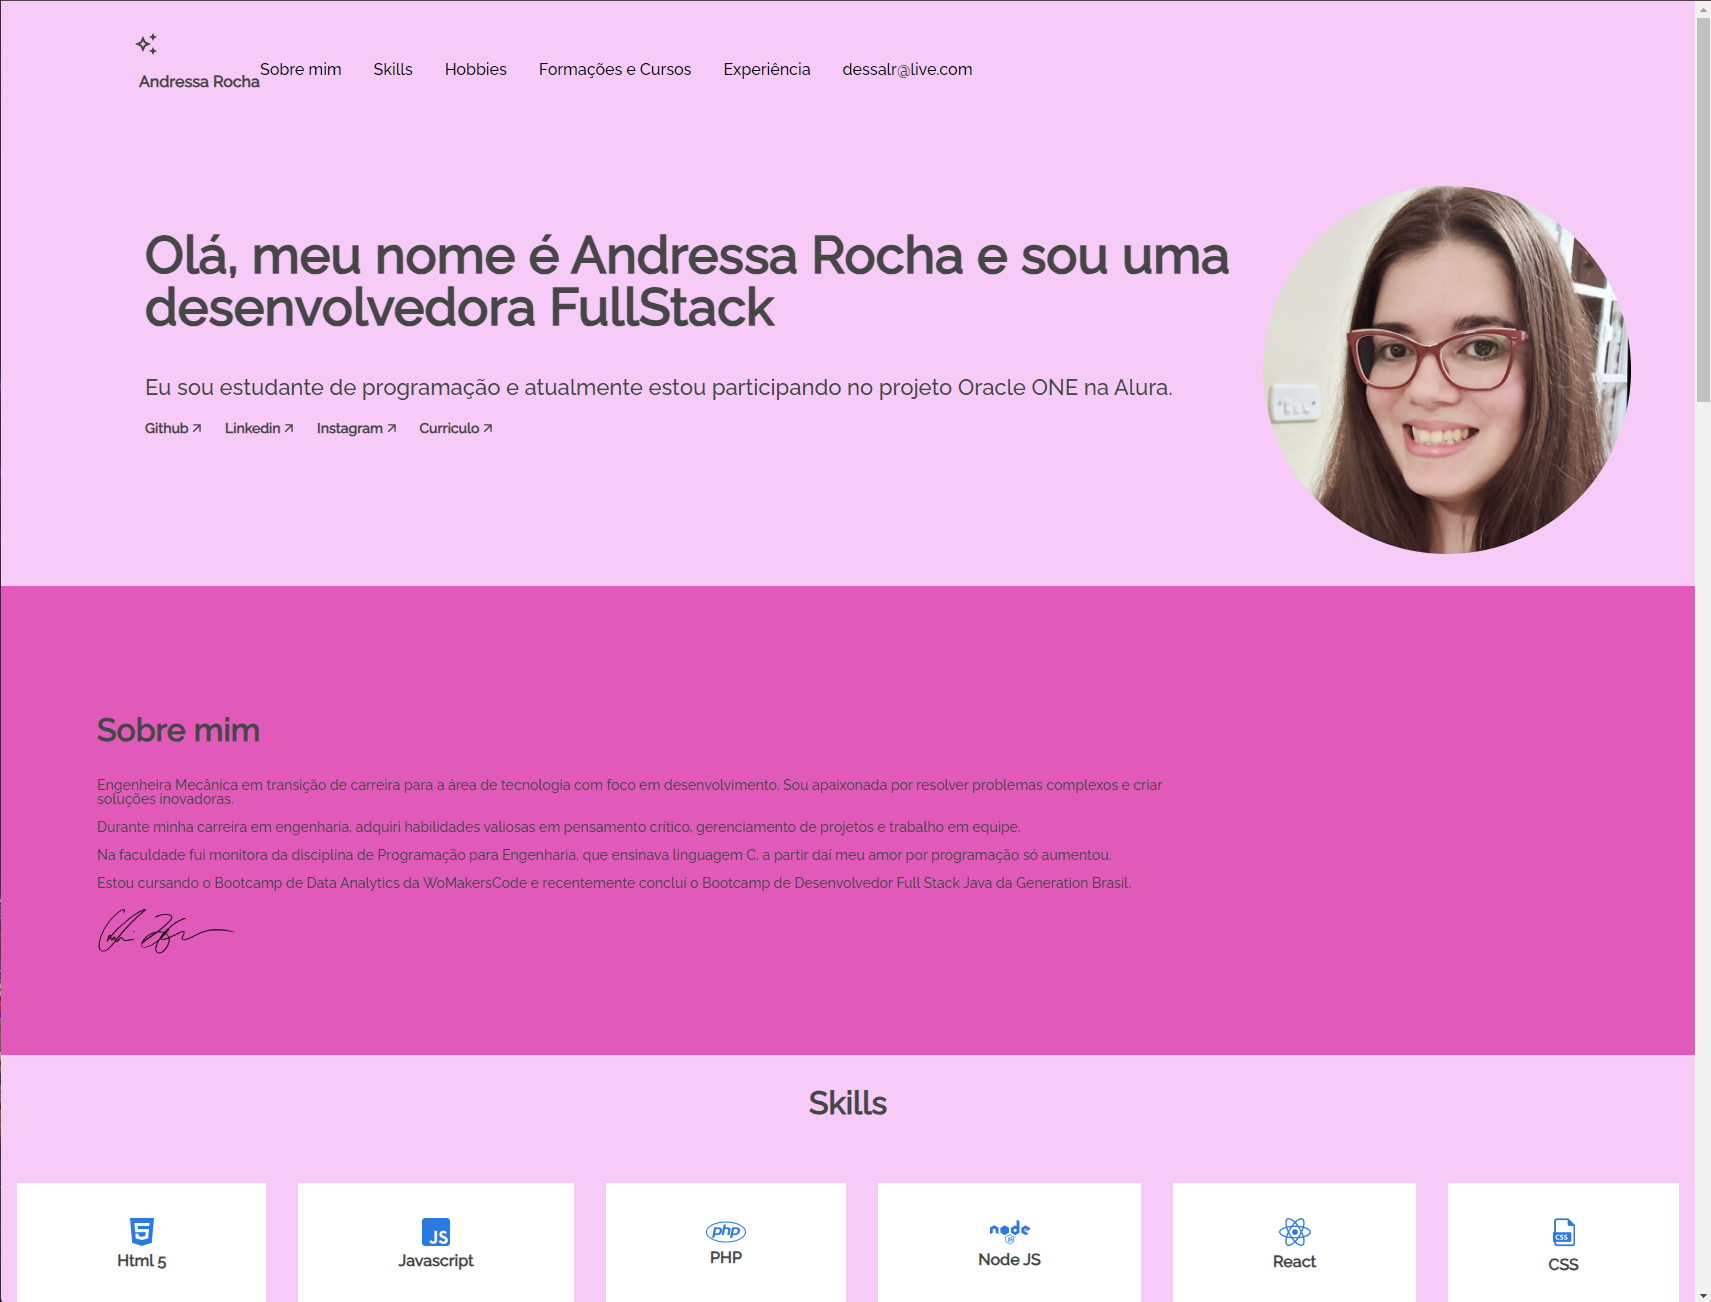 Andressa Rocha
Sobre mim Skills Hobbies Formações e Cursos Experiência dessalr@live.com
Olá, meu nome é Andressa Rocha e sou uma
desenvolvedora FullStack
Eu sou estudante de programação e atualmente estou participando no projeto Oracle ONE na Alura.
Github Linkedin Instagram Curriculo
Sobre mim
Engenheira Mecânica em transição de carreira para a área de tecnologia com foco em desenvolvimento. Sou apaixonada por resolver problemas complexos e criar
soluções inovadoras.
Durante minha carreira em engenharia, adquiri habilidades valiosas em pensamento crítico, gerenciamento de projetos e trabalho em equipe.
Na faculdade fui monitora da disciplina de Programação para Engenharia, que ensinava linguagem C, a partir daí meu amor por programação só aumentou.
Estou cursando o Bootcamp de Data Analytics da WoMakersCode e recentemente concluí o Bootcamp de Desenvolvedor Full Stack Java da Generation Brasil.
Skills
5 JS php node JS CSS
Html 5 Javascript PHP Node JS React CSS